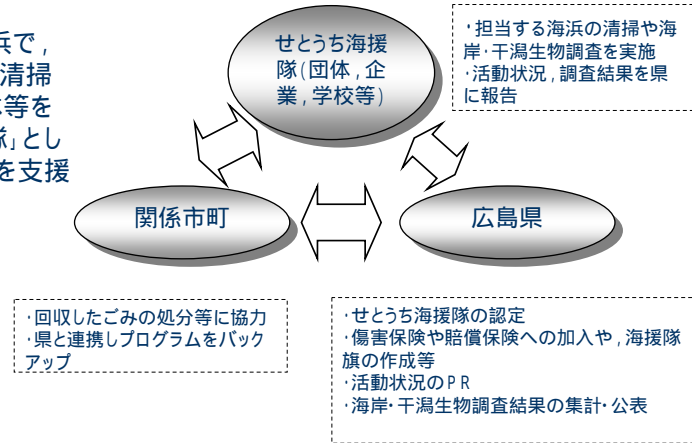 浜で，
清掃
等を
隊」とし
を支援
せとうち海援
隊（団体，企
業，学校等）
・担当する海浜の清掃や海
岸・干潟生物調査を実施
・活動状況，調査結果を県
に報告
関係市町
広島県
・回収したごみの処分等に協力
・県と連携しプログラムをバック
アップ
・せとうち海援隊の認定
・傷害保険や賠償保険への加入や，海援隊
旗の作成等
・活動状況のＰＲ
・海岸・干潟生物調査結果の集計・公表